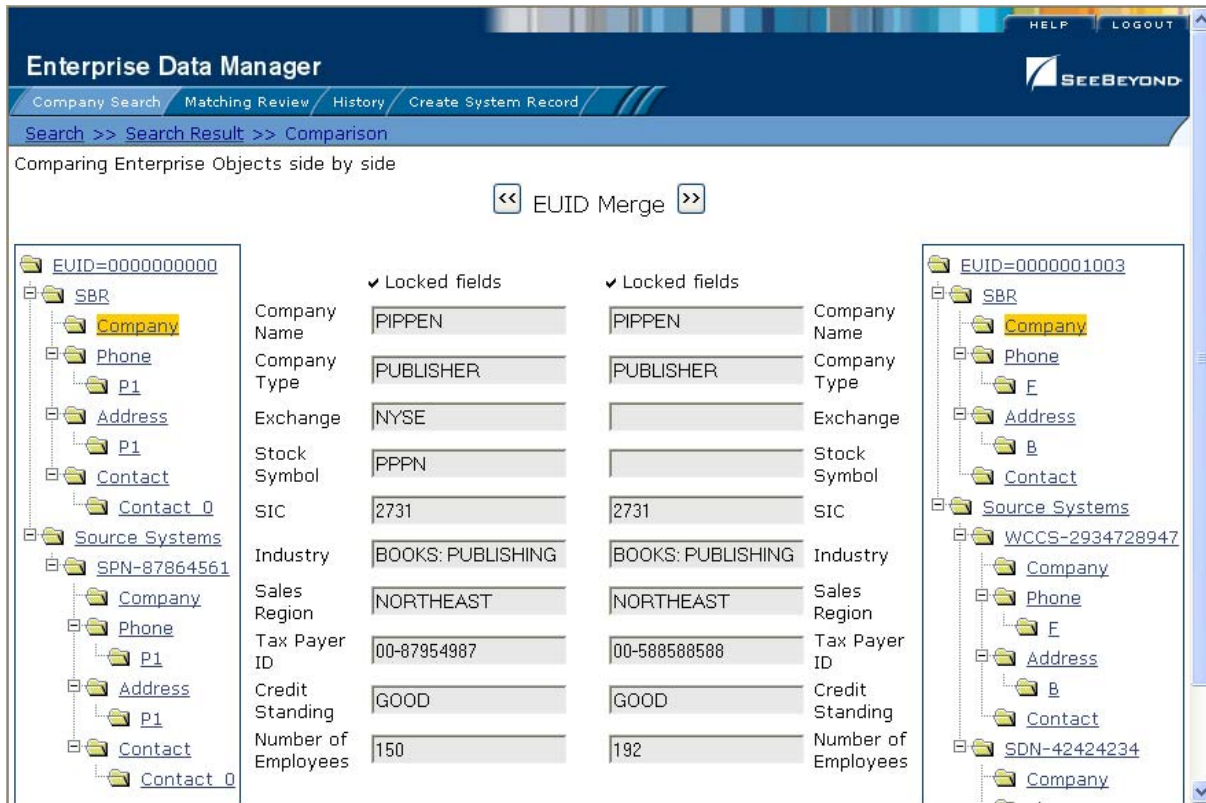 HELP LOGOUT
Enterprise Data Manager
SEEBEYOND
Company Search Matching Review History Create System Record
Search >> Search Result >> Comparison
Comparing Enterprise Objects side by side
<< EUID Merge >>
EUID=0000000000
SBR
Company
Phone
P1
Address
P1
Contact
Contact_0
Source Systems
SPN-87864561
Company
Phone
P1
Address
P1
Contact
Contact_0
Locked fields Locked fields
Company Name PIPPEN PIPPEN Company Name
Company Type PUBLISHER PUBLISHER Company Type
Exchange NYSE Exchange
Stock Symbol PPPN Stock Symbol
SIC 2731 2731 SIC
Industry BOOKS: PUBLISHING BOOKS: PUBLISHING Industry
Sales Region NORTHEAST NORTHEAST Sales Region
Tax Payer ID 00-87954987 00-588588588 Tax Payer ID
Credit Standing GOOD GOOD Credit Standing
Number of Employees 150 192 Number of Employees
EUID=0000001003
SBR
Company
Phone
F
Address
B
Contact
Source Systems
WCCS-2934728947
Company
Phone
F
Address
B
Contact
SDN-42424234
Company